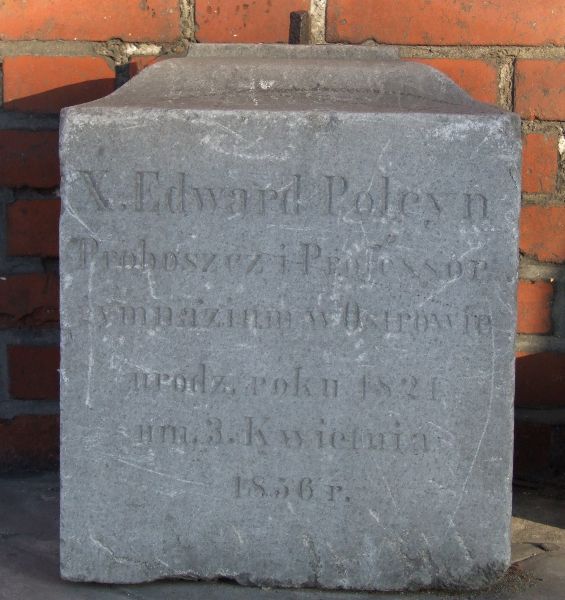 X. Edward Polcyn
Proboszcz i Professor
gymnazium w Ostrowie
urodz. roku 1821
um. 3. Kwietnia
1856 r.